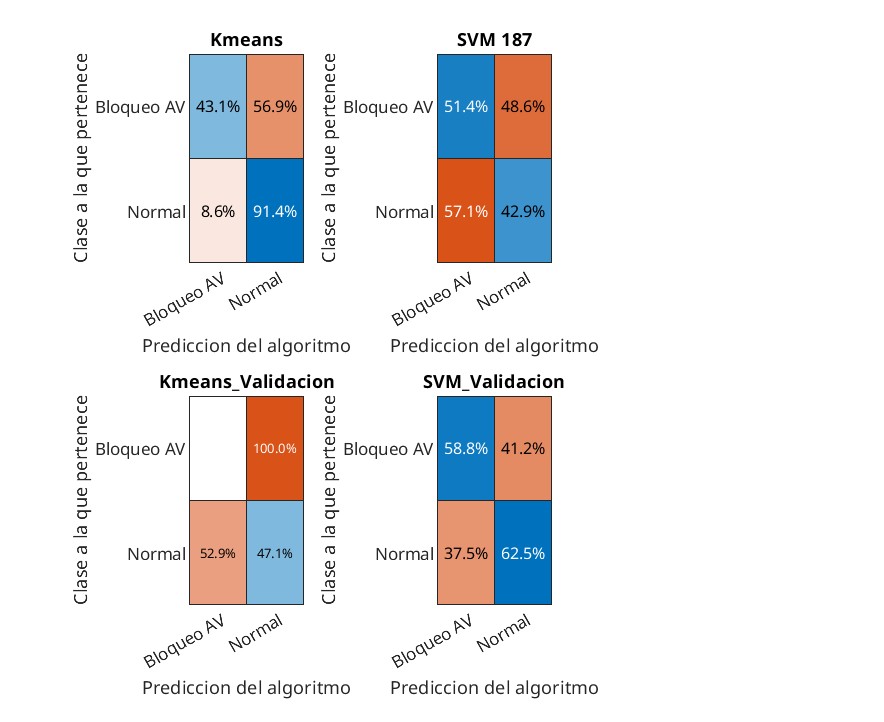 Kmeans
Clase a la que pertenece
Bloqueo AV
43.1% 56.9%
Normal
8.6% 91.4%
Bloqueo AV
Normal
Prediccion del algoritmo
SVM 187
Clase a la que pertenece
Bloqueo AV
51.4% 48.6%
Normal
57.1% 42.9%
Bloqueo AV
Normal
Prediccion del algoritmo
Kmeans_Validacion
Clase a la que pertenece
Bloqueo AV
100.0%
Normal
52.9% 47.1%
Bloqueo AV
Normal
Prediccion del algoritmo
SVM_Validacion
Clase a la que pertenece
Bloqueo AV
58.8% 41.2%
Normal
37.5% 62.5%
Bloqueo AV
Normal
Prediccion del algoritmo